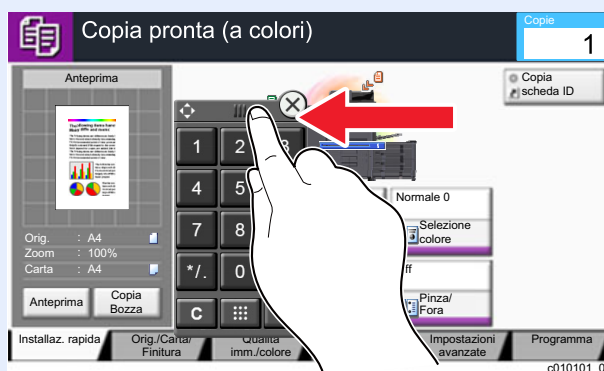 Copia pronta (a colori)
Copie
1
Anteprima
Copia
scheda ID
1
2
3
4
5
7
8
*/.
0
C
Normale 0
Selezione
colore
Pinza/
Fora
Orig. : A4
Zoom : 100%
Carta : A4
Anteprima
Copia
Bozza
Installaz. rapida
Orig./Carta/
Finitura
Qualità
imm./colore
Impostazioni
avanzate
Programma